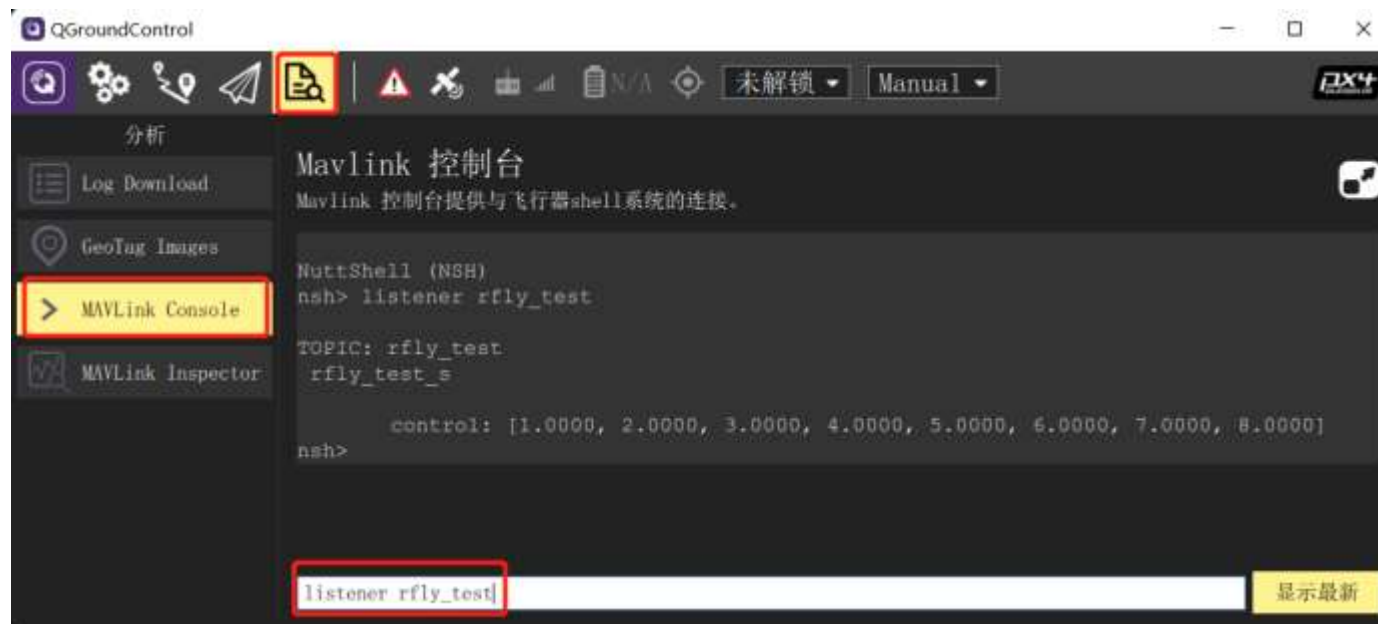 QGroundControl
N/A 未解锁 Manual PX4
分析
Log Download
GeoTag Images
MAVLink Console
MAVLink Inspector
Mavlink 控制台
Mavlink 控制台提供与飞行器shell系统的连接。
NuttShell (NSH)
nsh> listener rfly_test
TOPIC: rfly_test
rfly_test_s
control: [1.0000, 2.0000, 3.0000, 4.0000, 5.0000, 6.0000, 7.0000, 8.0000]
nsh>
listener rfly_test
显示最新